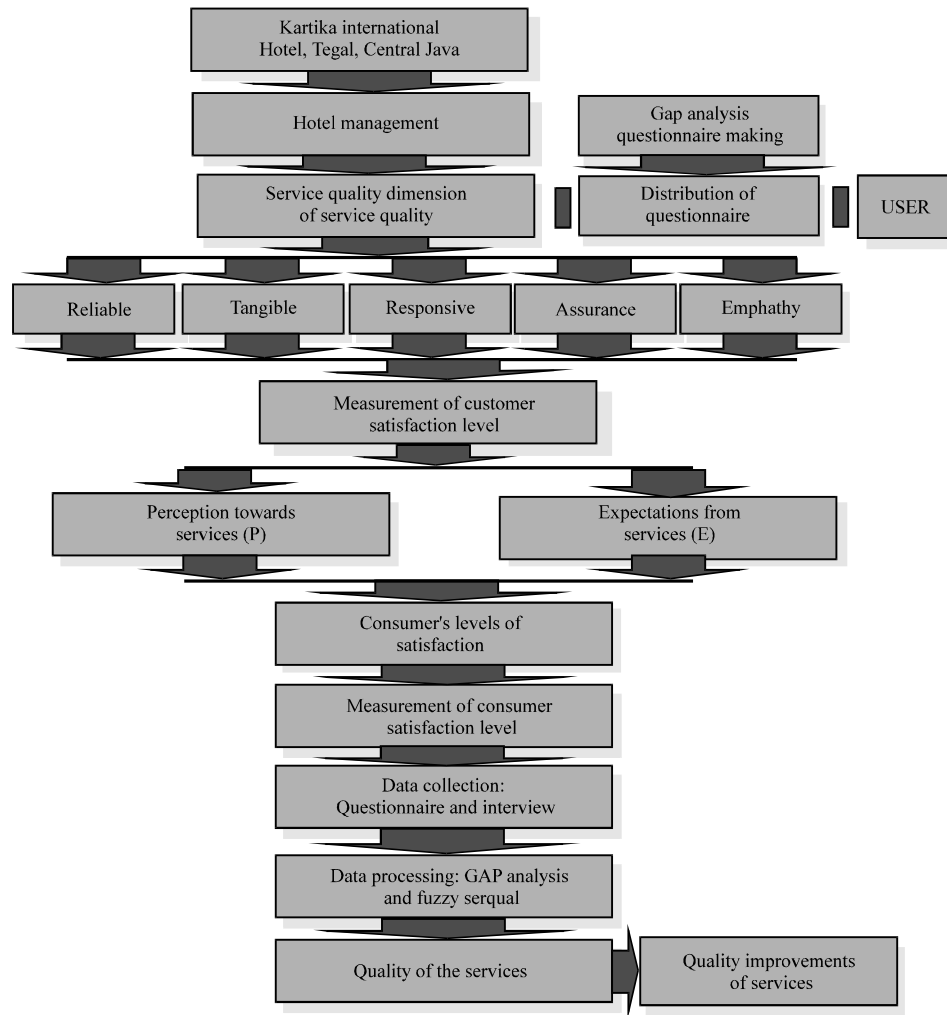 Kartika international
Hotel, Tegal, Central Java
Hotel management
Gap analysis
questionnaire making
Service quality dimension
of service quality
Distribution of
questionnaire
USER
Reliable
Tangible
Responsive
Assurance
Emphathy
Measurement of customer
satisfaction level
Perception towards
services (P)
Expectations from
services (E)
Consumer's levels of
satisfaction
Measurement of consumer
satisfaction level
Data collection:
Questionnaire and interview
Data processing: GAP analysis
and fuzzy serqual
Quality of the services
Quality improvements
of services